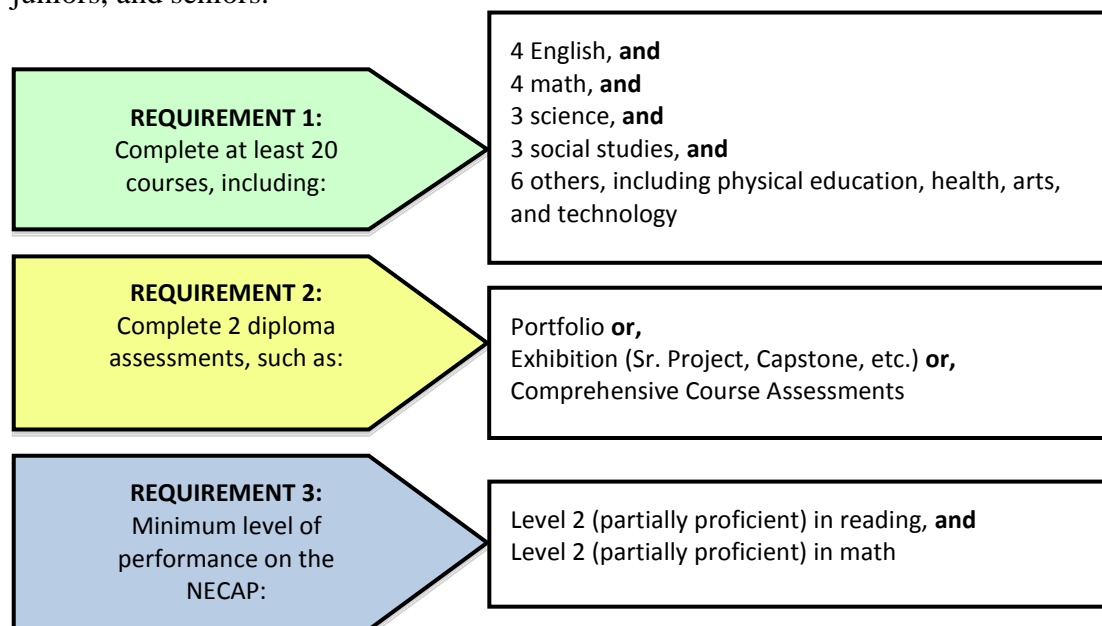 juniors, and seniors.
REQUIREMENT 1:
Complete at least 20
courses, including:
4 English, and
4 math, and
3 science, and
3 social studies, and
6 others, including physical education, health, arts,
and technology
REQUIREMENT 2:
Complete 2 diploma
assessments, such as:
Portfolio or,
Exhibition (Sr. Project, Capstone, etc.) or,
Comprehensive Course Assessments
REQUIREMENT 3:
Minimum level of
performance on the
NECAP:
Level 2 (partially proficient) in reading, and
Level 2 (partially proficient) in math